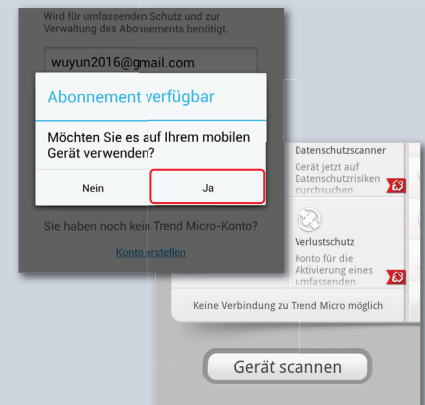 Wird für umfassenden Schutz und zur
Verwaltung des Abonnements benötigt.
wuyun2016@gmail.com
Abonnement verfügbar
Möchten Sie es auf Ihrem mobilen
Gerät verwenden?
Nein
Ja
Sie haben noch kein Trend Micro-Konto?
Konto erstellen
Datenschutzscanner
Gerät jetzt auf
Datenschutzrisiken
durchsuchen
Verlustschutz
Konto für die
Aktivierung eines
umfassenden
Keine Verbindung zu Trend Micro möglich
Gerät scannen